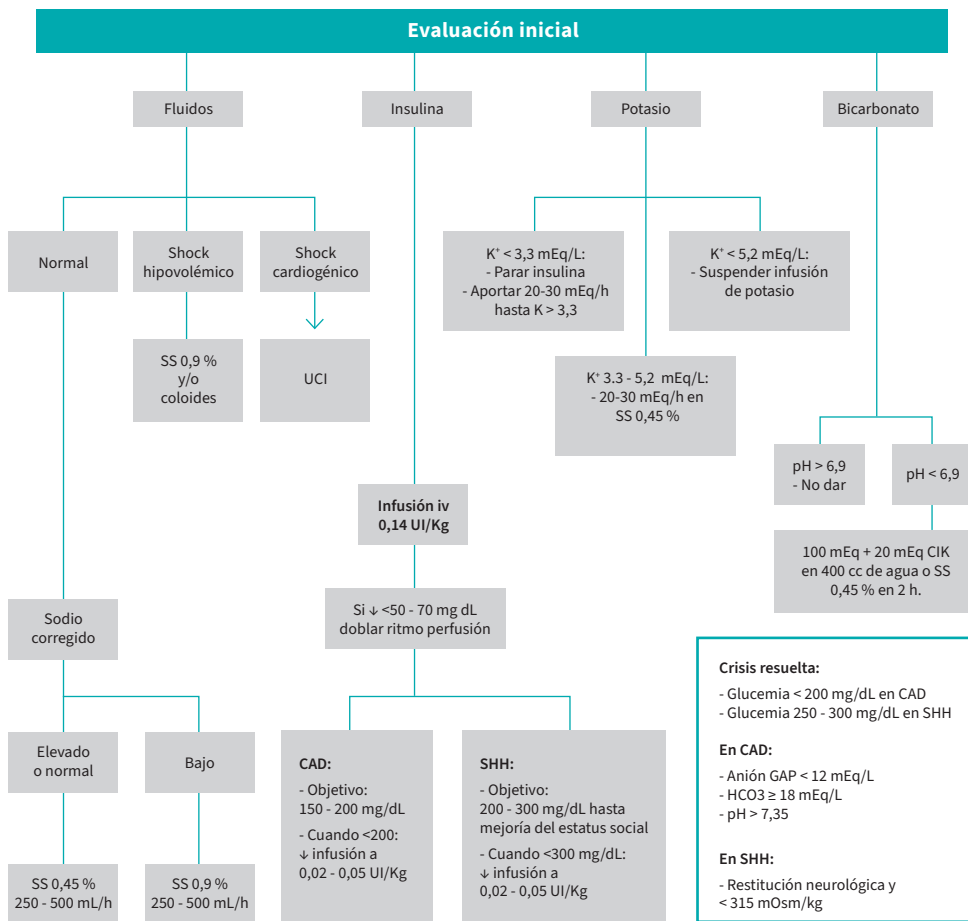 Evaluación inicial
Fluidos
Insulina
Potasio
Bicarbonato
Normal
Shock
hipovolémico
Shock
cardiogénico
SS 0,9 %
y/o
coloides
UCI
K⁺ < 3,3 mEq/L:
- Parar insulina
- Aportar 20-30 mEq/h
hasta K > 3,3
K⁺ < 5,2 mEq/L:
- Suspender infusión
de potasio
K⁺ 3.3 - 5,2 mEq/L:
- 20-30 mEq/h en
SS 0,45 %
pH > 6,9
- No dar
pH < 6,9
100 mEq + 20 mEq ClK
en 400 cc de agua o SS
0,45 % en 2 h.
Infusión iv
0,14 UI/Kg
Si ↓ <50 - 70 mg dL
doblar ritmo perfusión
Sodio
corregido
Elevado
o normal
Bajo
SS 0,45 %
250 - 500 mL/h
SS 0,9 %
250 - 500 mL/h
CAD:
- Objetivo:
150 - 200 mg/dL
- Cuando <200:
↓ infusión a
0,02 - 0,05 UI/Kg
SHH:
- Objetivo:
200 - 300 mg/dL hasta
mejoría del estatus social
- Cuando <300 mg/dL:
↓ infusión a
0,02 - 0,05 UI/Kg
Crisis resuelta:
- Glucemia < 200 mg/dL en CAD
- Glucemia 250 - 300 mg/dL en SHH
En CAD:
- Anión GAP < 12 mEq/L
- HCO3 ≥ 18 mEq/L
- pH > 7,35
En SHH:
- Restitución neurológica y
< 315 mOsm/kg